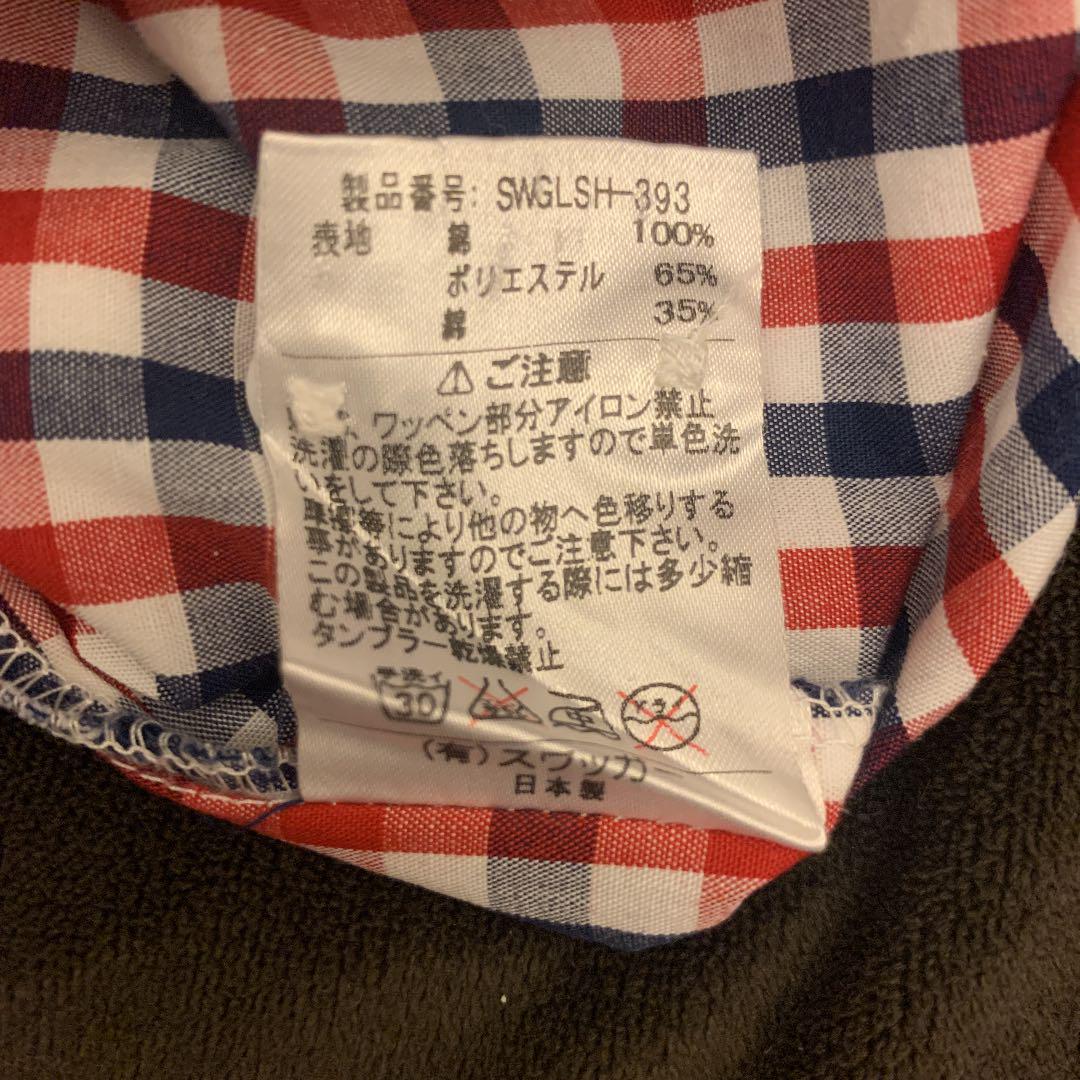 製品番号: SWGLSH-393
表地 綿 100%
ポリエステル 65%
綿 35%
ご注意
、ワッペン部分アイロン禁止
洗濯の際色落ちしますので単色洗
いをして下さい。
摩擦等により他の物へ色移りする
事がありますのでご注意下さい。
この製品を洗濯する際には多少縮
む場合があります。
タンブラー乾燥禁止
手洗イ
30
(有)スワッカー
日本製